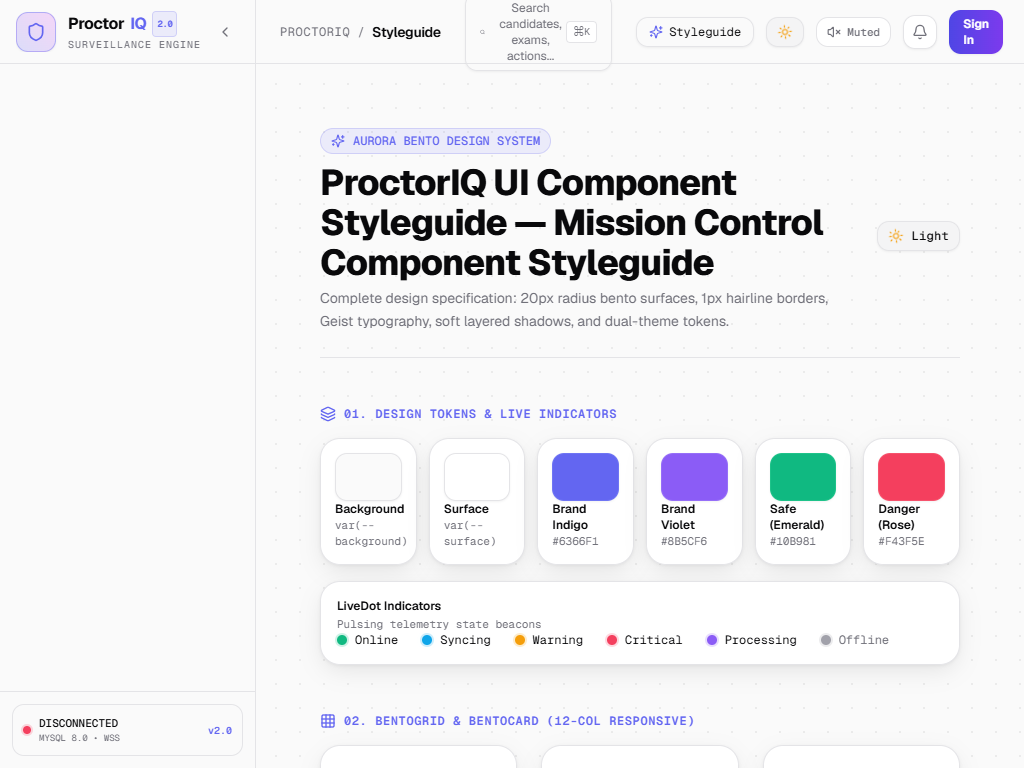 Proctor IQ 2.0
SURVEILLANCE ENGINE
PROCTORIQ / Styleguide
Search
candidates,
exams,
actions…
⌘K
Styleguide
Muted
Sign
In
AURORA BENTO DESIGN SYSTEM
ProctorIQ UI Component
Styleguide — Mission Control
Component Styleguide
Light
Complete design specification: 20px radius bento surfaces, 1px hairline borders,
Geist typography, soft layered shadows, and dual-theme tokens.
01. DESIGN TOKENS & LIVE INDICATORS
Background
var(--
background)
Surface
var(--
surface)
Brand
Indigo
#6366F1
Brand
Violet
#8B5CF6
Safe
(Emerald)
#10B981
Danger
(Rose)
#F43F5E
LiveDot Indicators
Pulsing telemetry state beacons
Online Syncing Warning Critical Processing Offline
02. BENTOGRID & BENTOCARD (12-COL RESPONSIVE)
DISCONNECTED
MYSQL 8.0 • WSS
v2.0